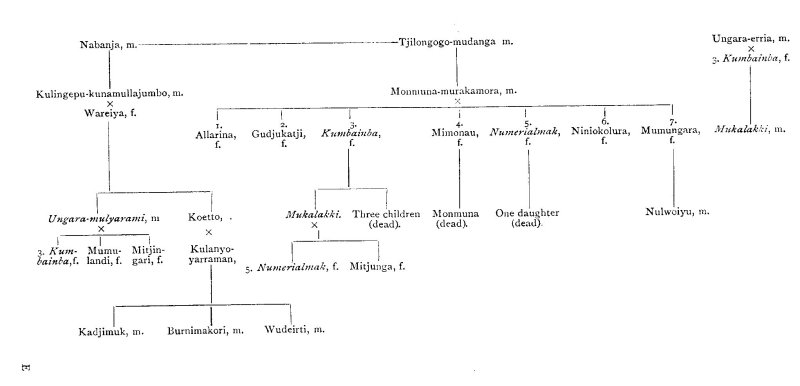 Nabanja, m. Tjilongogo-mudanga m. Ungara-erria, m.
×
3. Kumbainba, f.
Kulingepu-kunamullajumbo, m. Monmuna-murakamora, m.
× ×
Wareiya, f.
1. 2. 3. 4. 5. 6. 7.
Allarina, Gudjukatji, Kumbainba, Mimonau, Numerialmak, Niniokolura, Mumungara, Mukalakki, m.
f. f. f. f. f. f. f.
Ungara-mulyarami, m Koetto, . Mukalakki. Three children Monmuna One daughter Nulwoiyu, m.
× × × (dead). (dead). (dead).
3. Kum- Mumu- Mitjin- Kulanyo-
bainba, f. landi, f. gari, f. yarraman, 5. Numerialmak, f. Mitjunga, f.
Kadjimuk, m. Burnimakori, m. Wudeirti, m.